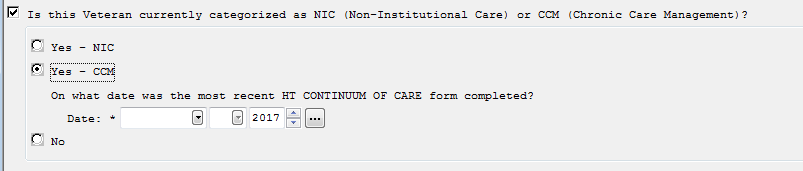 Is this Veteran currently categorized as NIC (Non-Institutional Care) or CCM (Chronic Care Management)?
Yes - NIC
Yes - CCM
On what date was the most recent HT CONTINUUM OF CARE form completed?
Date: * 2017 ...
No